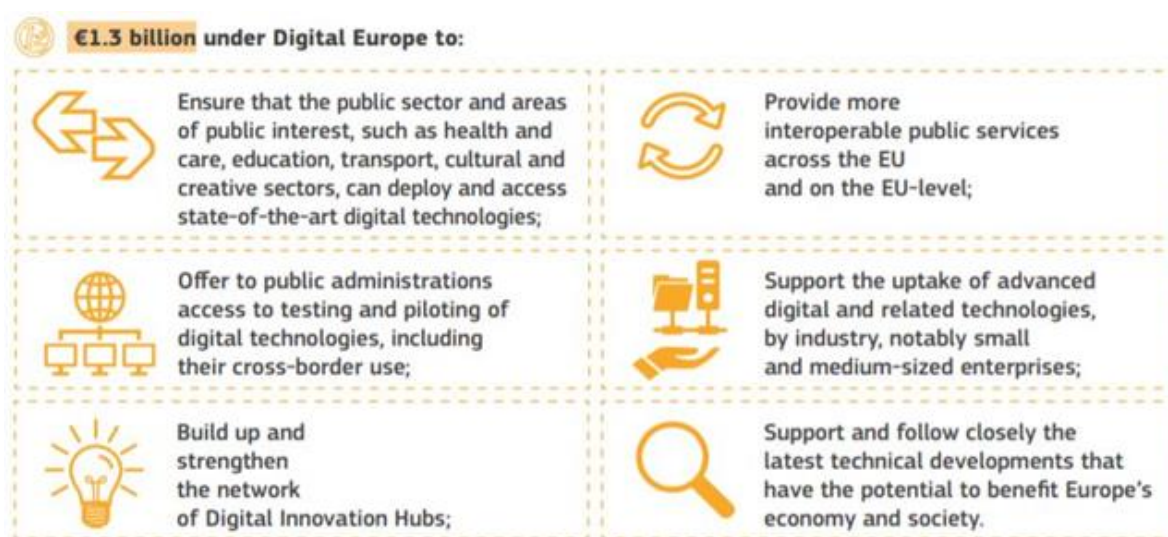 €1.3 billion under Digital Europe to:
Ensure that the public sector and areas
of public interest, such as health and
care, education, transport, cultural and
creative sectors, can deploy and access
state-of-the-art digital technologies;
Provide more
interoperable public services
across the EU
and on the EU-level;
Offer to public administrations
access to testing and piloting of
digital technologies, including
their cross-border use;
Support the uptake of advanced
digital and related technologies,
by industry, notably small
and medium-sized enterprises;
Build up and
strengthen
the network
of Digital Innovation Hubs;
Support and follow closely the
latest technical developments that
have the potential to benefit Europe's
economy and society.